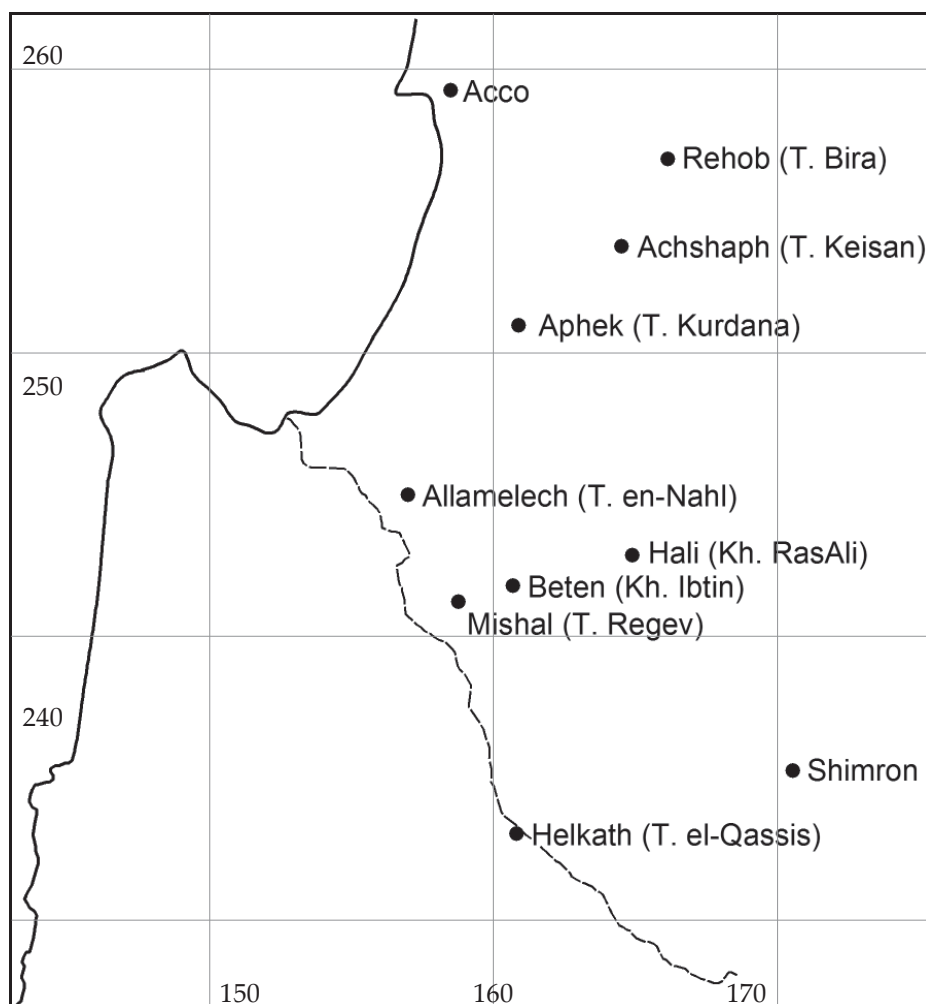 260
Acco
Rehob (T. Bira)
Achshaph (T. Keisan)
Aphek (T. Kurdana)
250
Allamelech (T. en-Nahl)
Hali (Kh. RasAli)
Beten (Kh. Ibtin)
Mishal (T. Regev)
240
Shimron
Helkath (T. el-Qassis)
150 160 170